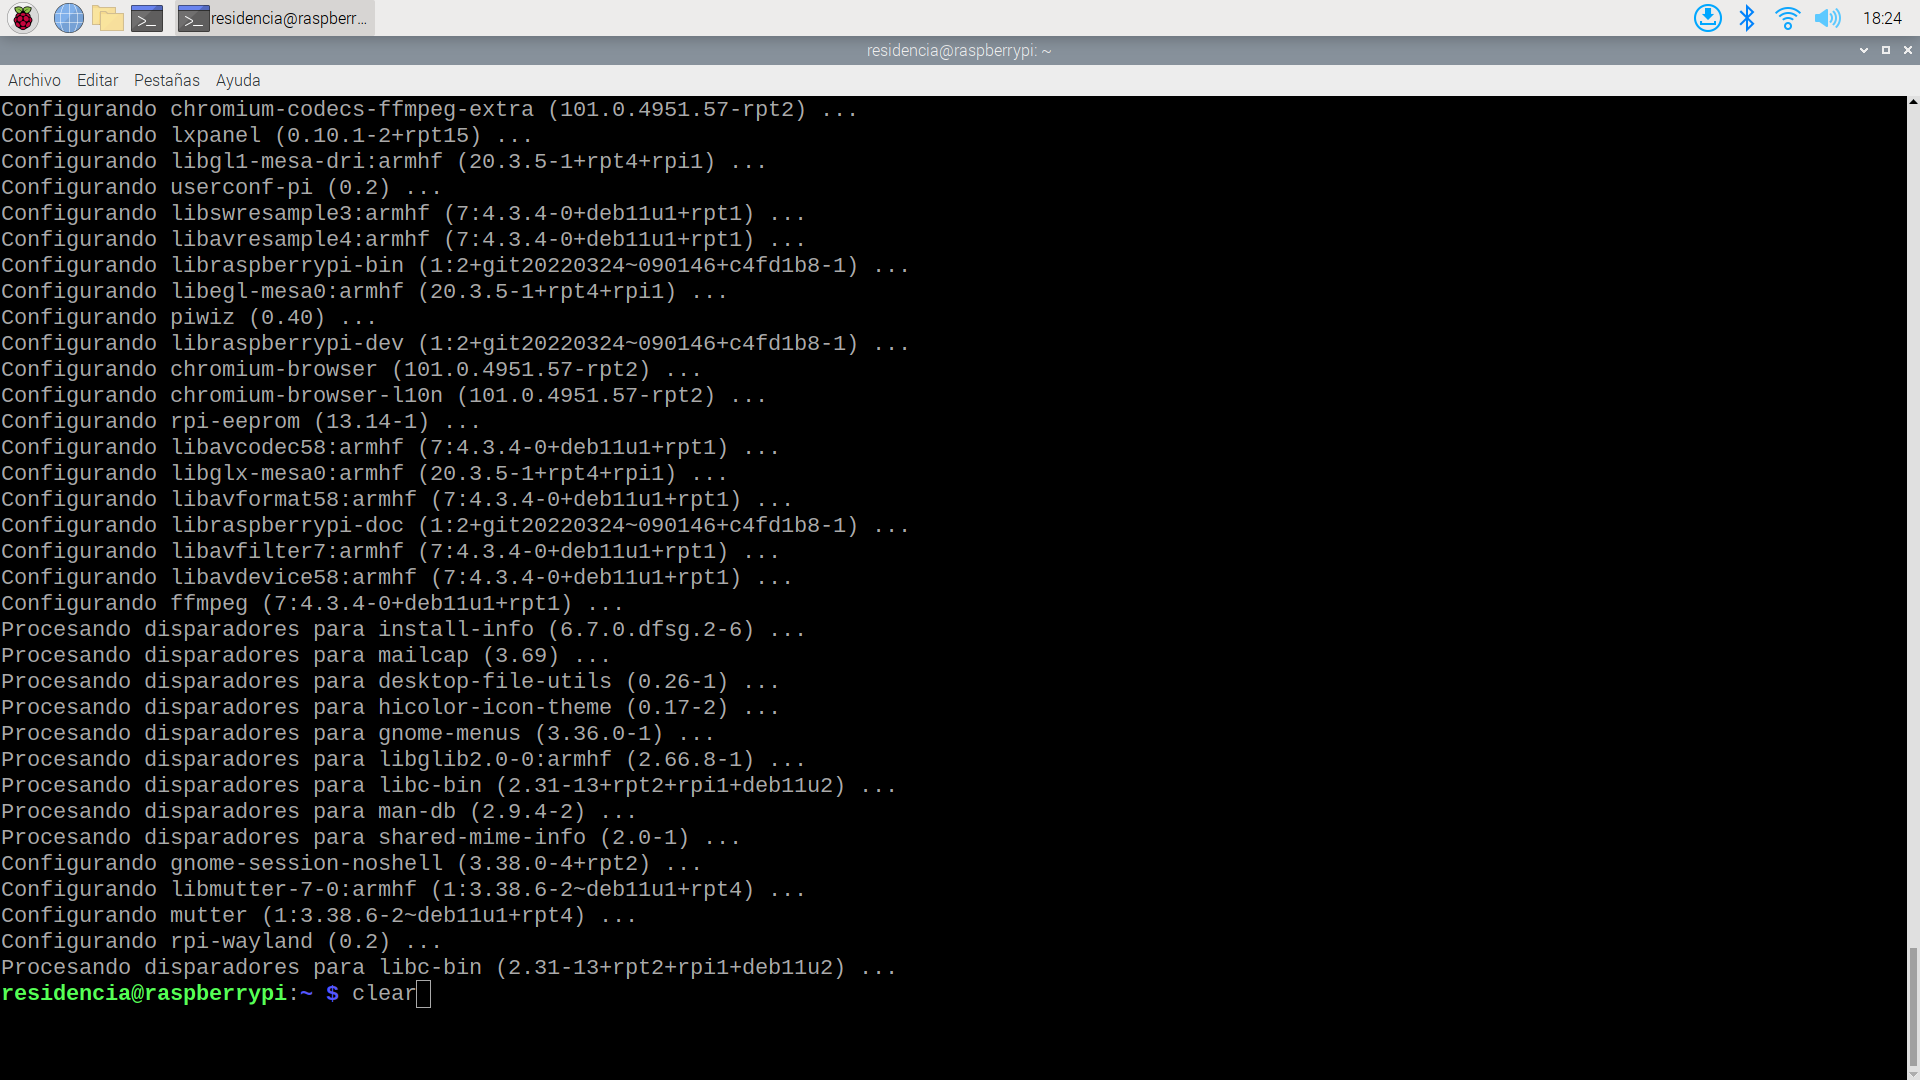 residencia@raspberr...
18:24
residencia@raspberrypi: ~
Archivo Editar Pestañas Ayuda
Configurando chromium-codecs-ffmpeg-extra (101.0.4951.57-rpt2) ...
Configurando lxpanel (0.10.1-2+rpt15) ...
Configurando libgl1-mesa-dri:armhf (20.3.5-1+rpt4+rpi1) ...
Configurando userconf-pi (0.2) ...
Configurando libswresample3:armhf (7:4.3.4-0+deb11u1+rpt1) ...
Configurando libavresample4:armhf (7:4.3.4-0+deb11u1+rpt1) ...
Configurando libraspberrypi-bin (1:2+git20220324~090146+c4fd1b8-1) ...
Configurando libegl-mesa0:armhf (20.3.5-1+rpt4+rpi1) ...
Configurando piwiz (0.40) ...
Configurando libraspberrypi-dev (1:2+git20220324~090146+c4fd1b8-1) ...
Configurando chromium-browser (101.0.4951.57-rpt2) ...
Configurando chromium-browser-l10n (101.0.4951.57-rpt2) ...
Configurando rpi-eeprom (13.14-1) ...
Configurando libavcodec58:armhf (7:4.3.4-0+deb11u1+rpt1) ...
Configurando libglx-mesa0:armhf (20.3.5-1+rpt4+rpi1) ...
Configurando libavformat58:armhf (7:4.3.4-0+deb11u1+rpt1) ...
Configurando libraspberrypi-doc (1:2+git20220324~090146+c4fd1b8-1) ...
Configurando libavfilter7:armhf (7:4.3.4-0+deb11u1+rpt1) ...
Configurando libavdevice58:armhf (7:4.3.4-0+deb11u1+rpt1) ...
Configurando ffmpeg (7:4.3.4-0+deb11u1+rpt1) ...
Procesando disparadores para install-info (6.7.0.dfsg.2-6) ...
Procesando disparadores para mailcap (3.69) ...
Procesando disparadores para desktop-file-utils (0.26-1) ...
Procesando disparadores para hicolor-icon-theme (0.17-2) ...
Procesando disparadores para gnome-menus (3.36.0-1) ...
Procesando disparadores para libglib2.0-0:armhf (2.66.8-1) ...
Procesando disparadores para libc-bin (2.31-13+rpt2+rpi1+deb11u2) ...
Procesando disparadores para man-db (2.9.4-2) ...
Procesando disparadores para shared-mime-info (2.0-1) ...
Configurando gnome-session-noshell (3.38.0-4+rpt2) ...
Configurando libmutter-7-0:armhf (1:3.38.6-2~deb11u1+rpt4) ...
Configurando mutter (1:3.38.6-2~deb11u1+rpt4) ...
Configurando rpi-wayland (0.2) ...
Procesando disparadores para libc-bin (2.31-13+rpt2+rpi1+deb11u2) ...
residencia@raspberrypi:~ $ clear